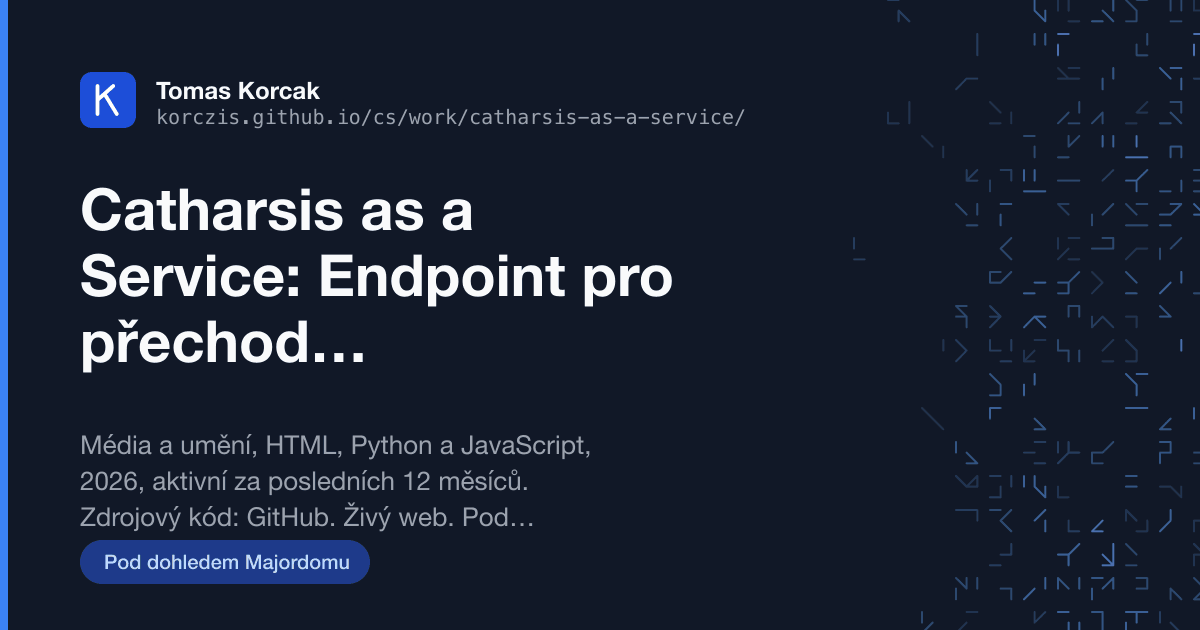 K
Tomas Korcak
korczis.github.io/cs/work/catharsis-as-a-service/
Catharsis as a
Service: Endpoint pro
přechod…
Média a umění, HTML, Python a JavaScript,
2026, aktivní za posledních 12 měsíců.
Zdrojový kód: GitHub. Živý web. Pod…
Pod dohledem Majordomu